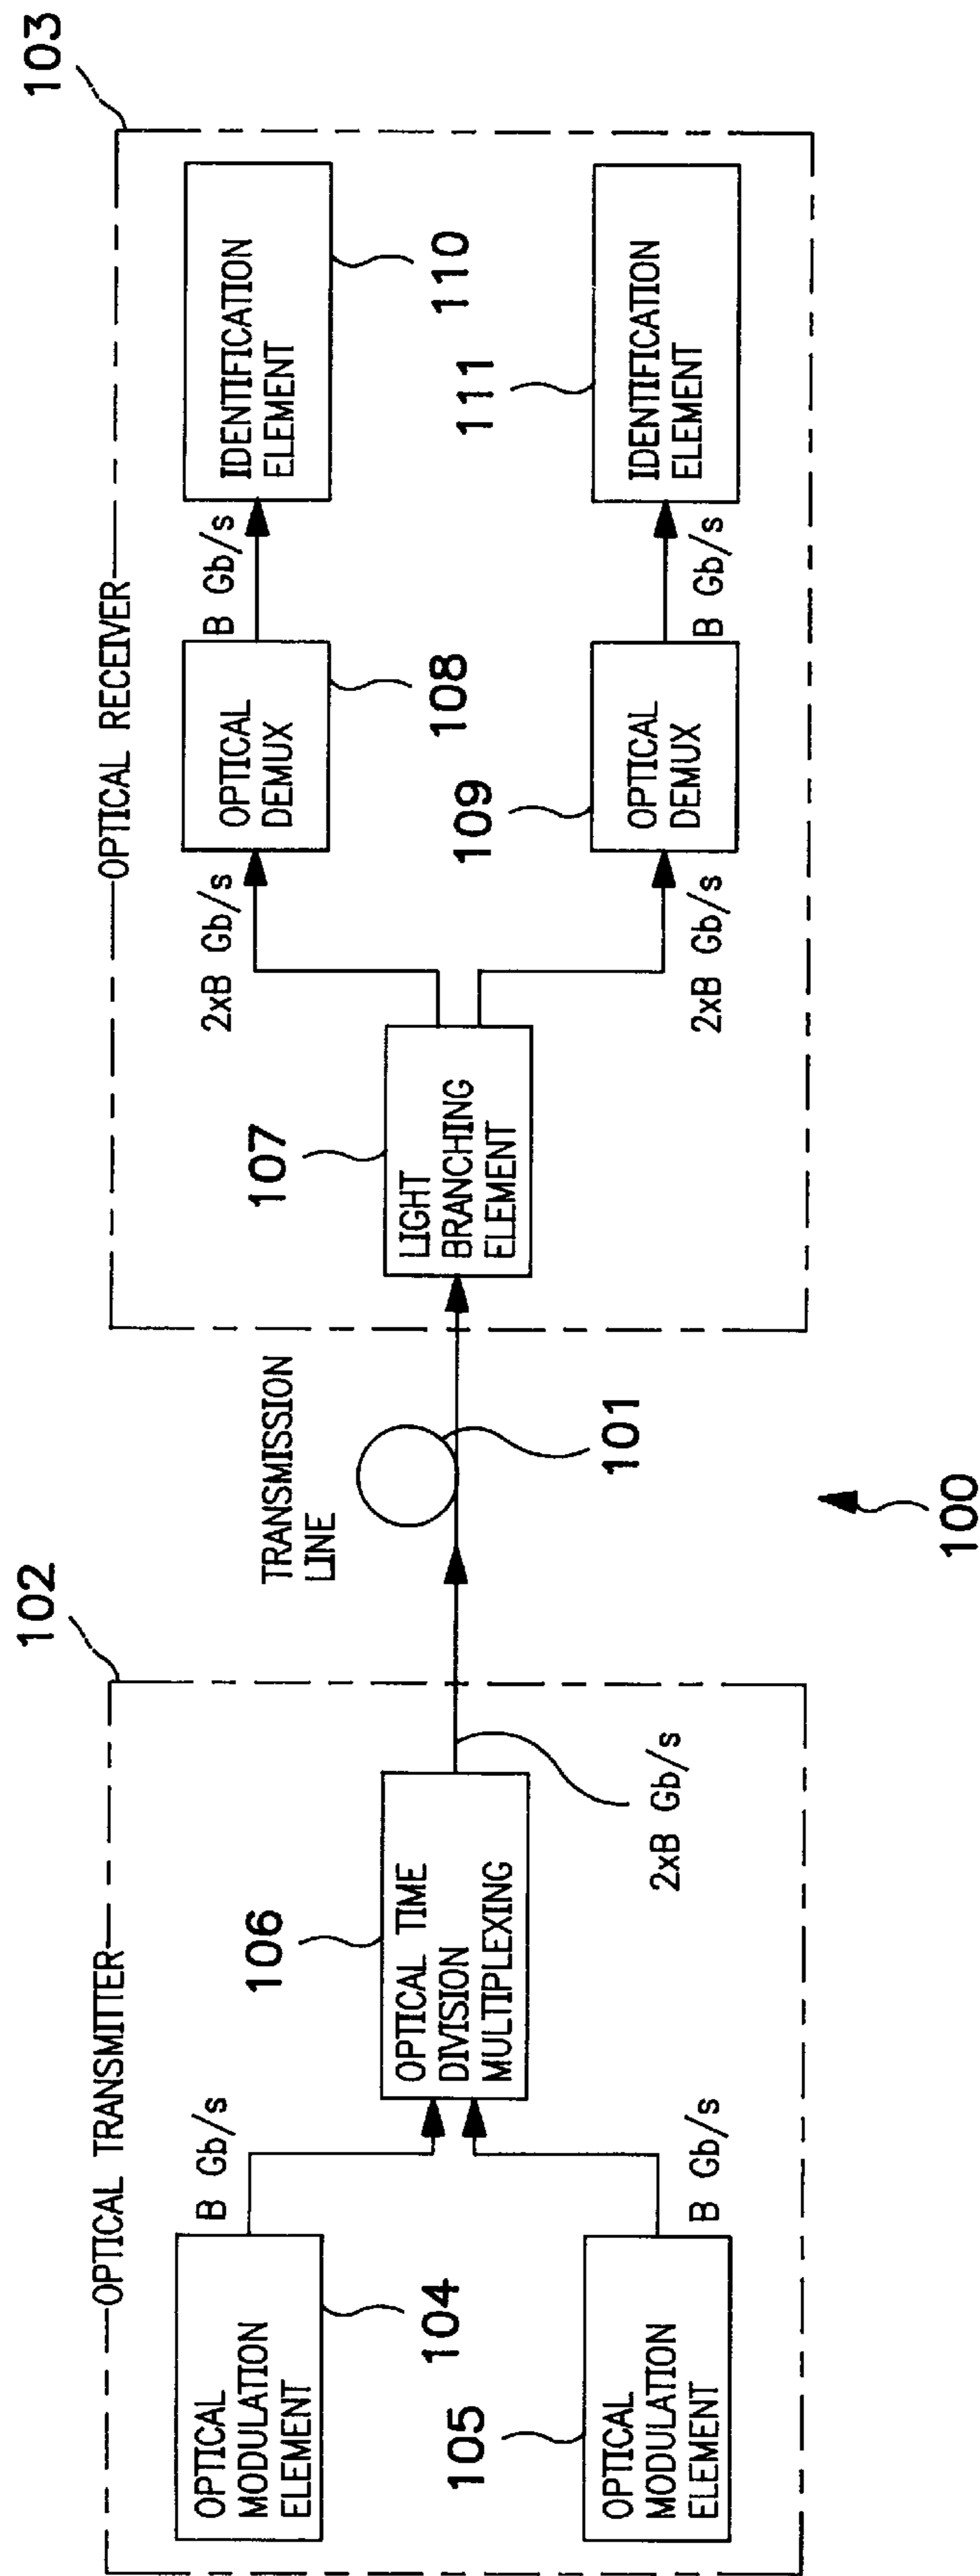 102
OPTICAL TRANSMITTER
OPTICAL
MODULATION
ELEMENT
104
B Gb/s
105
OPTICAL
MODULATION
ELEMENT
B Gb/s
106
OPTICAL TIME
DIVISION
MULTIPLEXING
2xB Gb/s
TRANSMISSION
LINE
101
100
103
OPTICAL RECEIVER
107
LIGHT
BRANCHING
ELEMENT
2xB Gb/s
OPTICAL
DEMUX
108
B Gb/s
IDENTIFICATION
ELEMENT
110
2xB Gb/s
109
OPTICAL
DEMUX
B Gb/s
111
IDENTIFICATION
ELEMENT